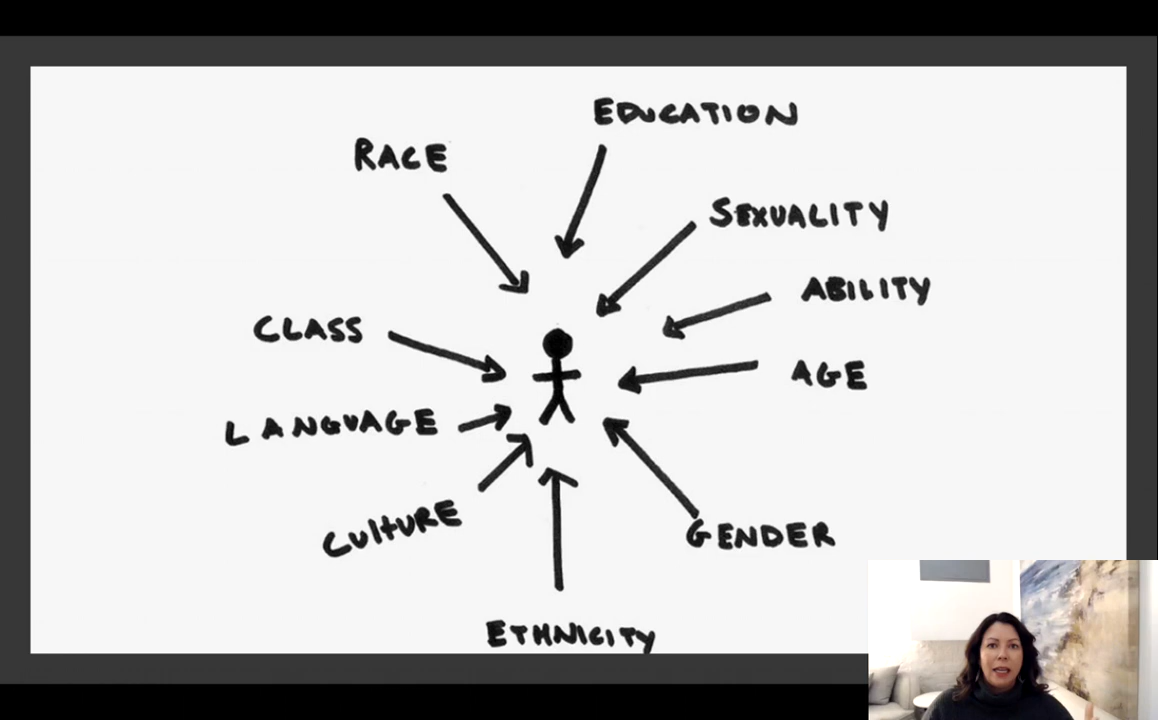 EDUCATION
RACE
SEXUALITY
ABILITY
CLASS
AGE
LANGUAGE
CULTURE
GENDER
ETHNICITY